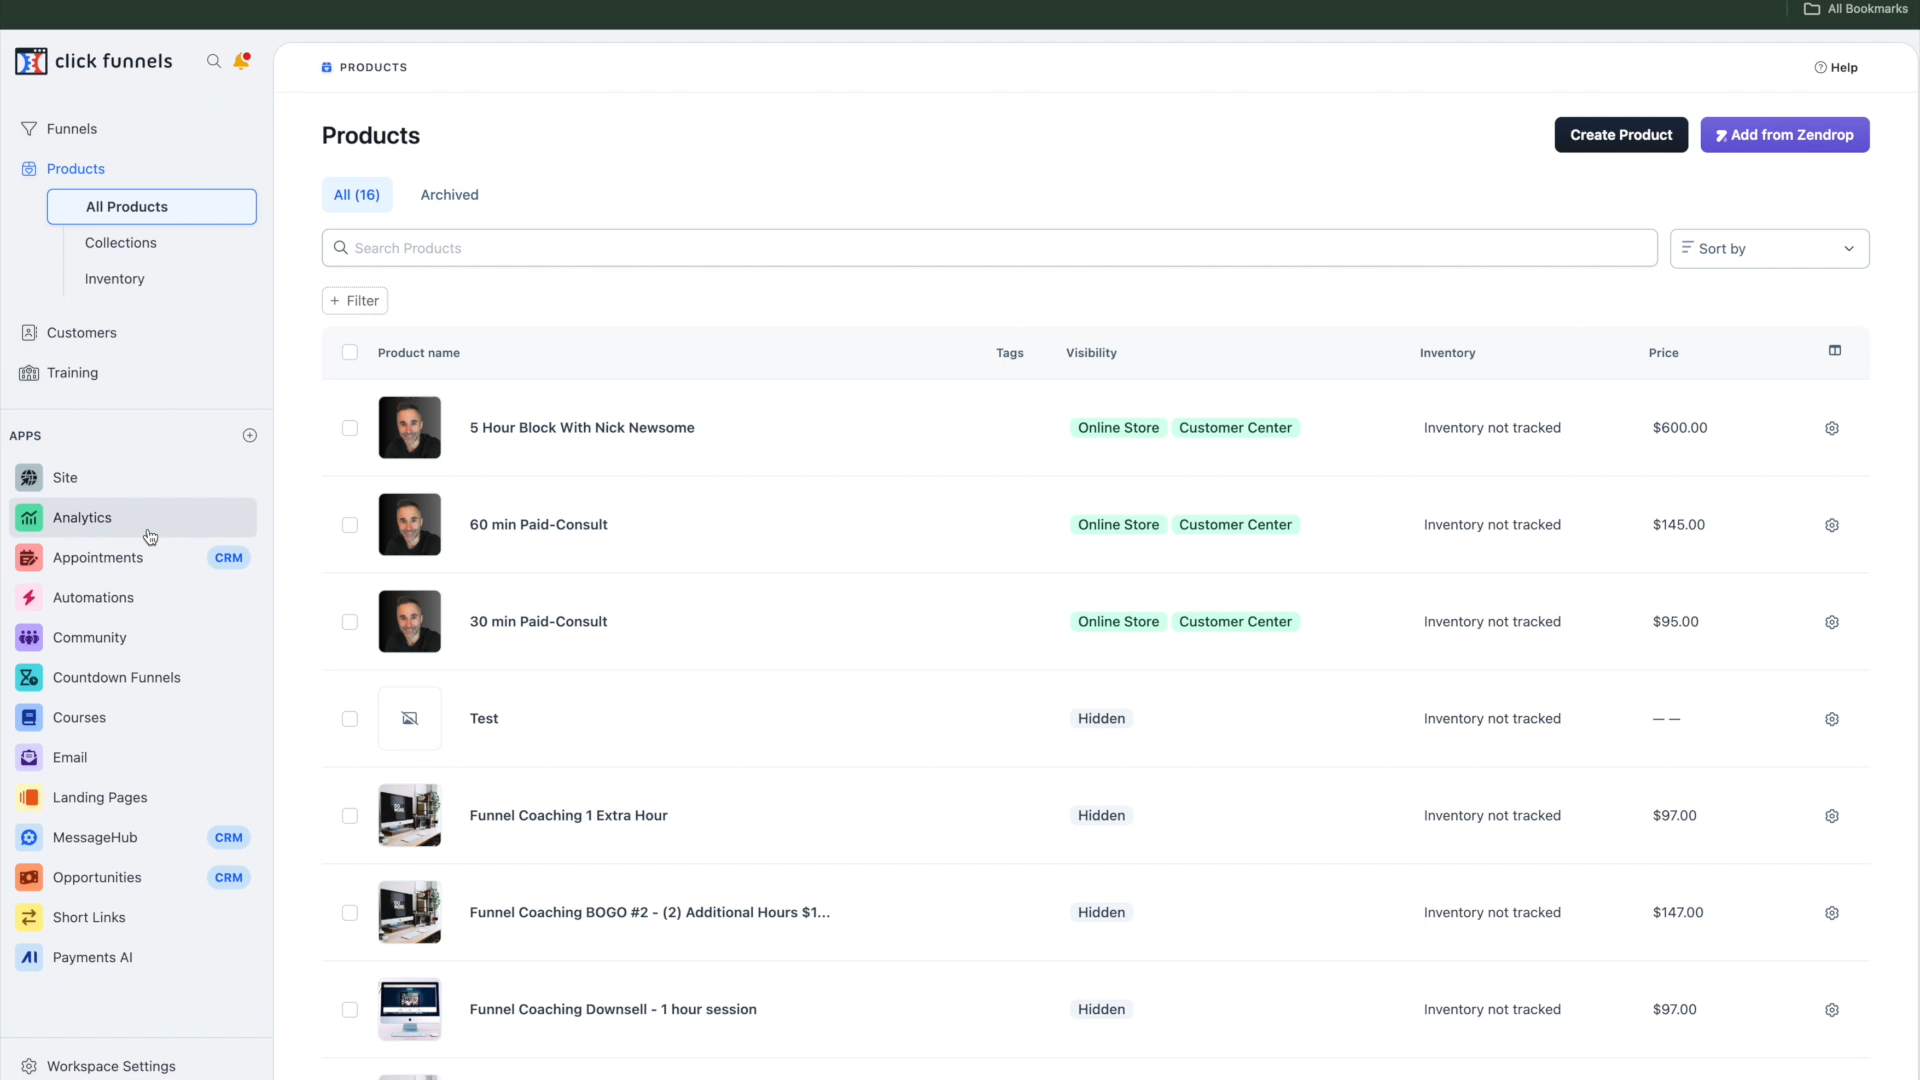 All Bookmarks
click funnels
PRODUCTS
Help
Funnels
Products
All Products
Collections
Inventory
Customers
Training
APPS
Site
Analytics
Appointments CRM
Automations
Community
Countdown Funnels
Courses
Email
Landing Pages
MessageHub CRM
Opportunities CRM
Short Links
Payments AI
Workspace Settings
Products
Create Product
Add from Zendrop
All (16) Archived
Search Products
Sort by
+ Filter
Product name Tags Visibility Inventory Price
5 Hour Block With Nick Newsome Online Store Customer Center Inventory not tracked $600.00
60 min Paid-Consult Online Store Customer Center Inventory not tracked $145.00
30 min Paid-Consult Online Store Customer Center Inventory not tracked $95.00
Test Hidden Inventory not tracked — —
Funnel Coaching 1 Extra Hour Hidden Inventory not tracked $97.00
Funnel Coaching BOGO #2 - (2) Additional Hours $1... Hidden Inventory not tracked $147.00
Funnel Coaching Downsell - 1 hour session Hidden Inventory not tracked $97.00